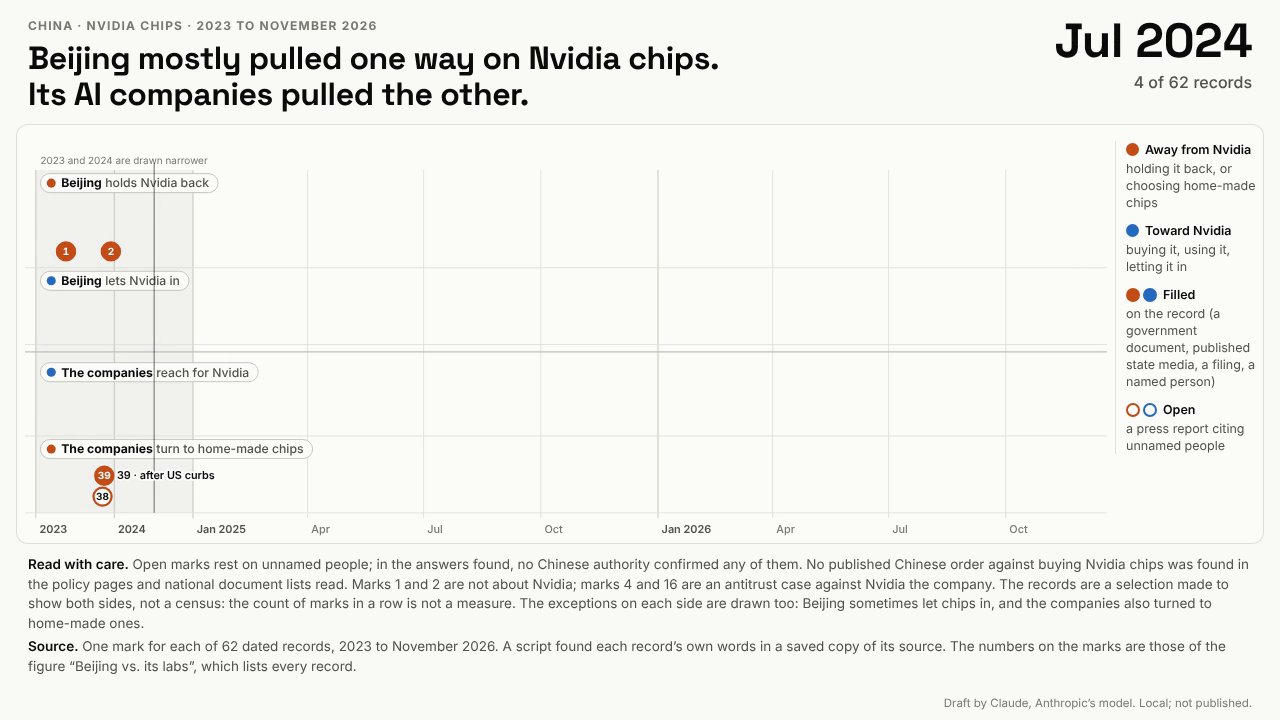 CHINA · NVIDIA CHIPS · 2023 TO NOVEMBER 2026
Beijing mostly pulled one way on Nvidia chips.
Its AI companies pulled the other.
Jul 2024
4 of 62 records
2023 and 2024 are drawn narrower
Beijing holds Nvidia back
1
2
Beijing lets Nvidia in
The companies reach for Nvidia
The companies turn to home-made chips
39
39 · after US curbs
38
2023
2024
Jan 2025
Apr
Jul
Oct
Jan 2026
Apr
Jul
Oct
Away from Nvidia
holding it back, or
choosing home-made
chips
Toward Nvidia
buying it, using it,
letting it in
Filled
on the record (a
government
document, published
state media, a filing, a
named person)
Open
a press report citing
unnamed people
Read with care. Open marks rest on unnamed people; in the answers found, no Chinese authority confirmed any of them. No published Chinese order against buying Nvidia chips was found in
the policy pages and national document lists read. Marks 1 and 2 are not about Nvidia; marks 4 and 16 are an antitrust case against Nvidia the company. The records are a selection made to
show both sides, not a census: the count of marks in a row is not a measure. The exceptions on each side are drawn too: Beijing sometimes let chips in, and the companies also turned to
home-made ones.
Source. One mark for each of 62 dated records, 2023 to November 2026. A script found each record’s own words in a saved copy of its source. The numbers on the marks are those of the
figure “Beijing vs. its labs”, which lists every record.
Draft by Claude, Anthropic’s model. Local; not published.